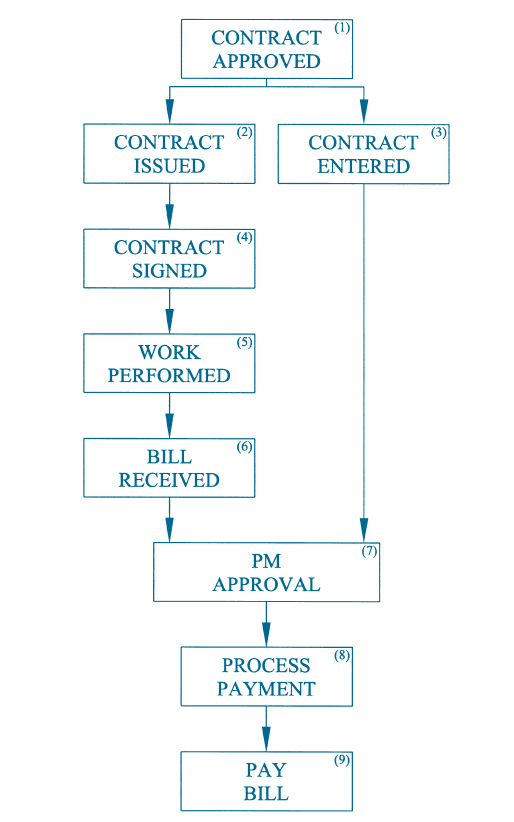 (1)
CONTRACT
APPROVED
(2)
CONTRACT
ISSUED
(3)
CONTRACT
ENTERED
(4)
CONTRACT
SIGNED
(5)
WORK
PERFORMED
(6)
BILL
RECEIVED
(7)
PM
APPROVAL
(8)
PROCESS
PAYMENT
(9)
PAY
BILL